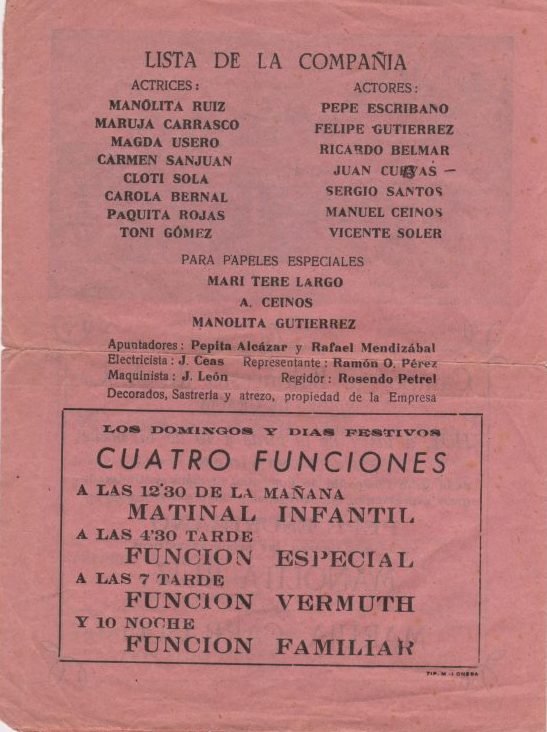 LISTA DE LA COMPAÑIA
ACTRICES:
MANÓLITA RUIZ
MARUJA CARRASCO
MAGDA USERO
CARMEN SANJUAN
CLOTI SOLA
CAROLA BERNAL
PAQUITA ROJAS
TONI GÓMEZ
ACTORES:
PEPE ESCRIBANO
FELIPE GUTIERREZ
RICARDO BELMAR
JUAN CUEVAS
SERGIO SANTOS
MANUEL CEINOS
VICENTE SOLER
PARA PAPELES ESPECIALES
MARI TERE LARGO
A. CEINOS
MANOLITA GUTIERREZ
Apuntadores: Pepita Alcázar y Rafael Mendizábal
Electricista: J. Ceas Representante: Ramón O. Pérez
Maquinista: J. León Regidor: Rosendo Petrel
Decorados, Sastrería y atrezo, propiedad de la Empresa
LOS DOMINGOS Y DIAS FESTIVOS
CUATRO FUNCIONES
A LAS 12'30 DE LA MAÑANA
MATINAL INFANTIL
A LAS 4'30 TARDE
FUNCION ESPECIAL
A LAS 7 TARDE
FUNCION VERMUTH
Y 10 NOCHE
FUNCION FAMILIAR
TIP. M.